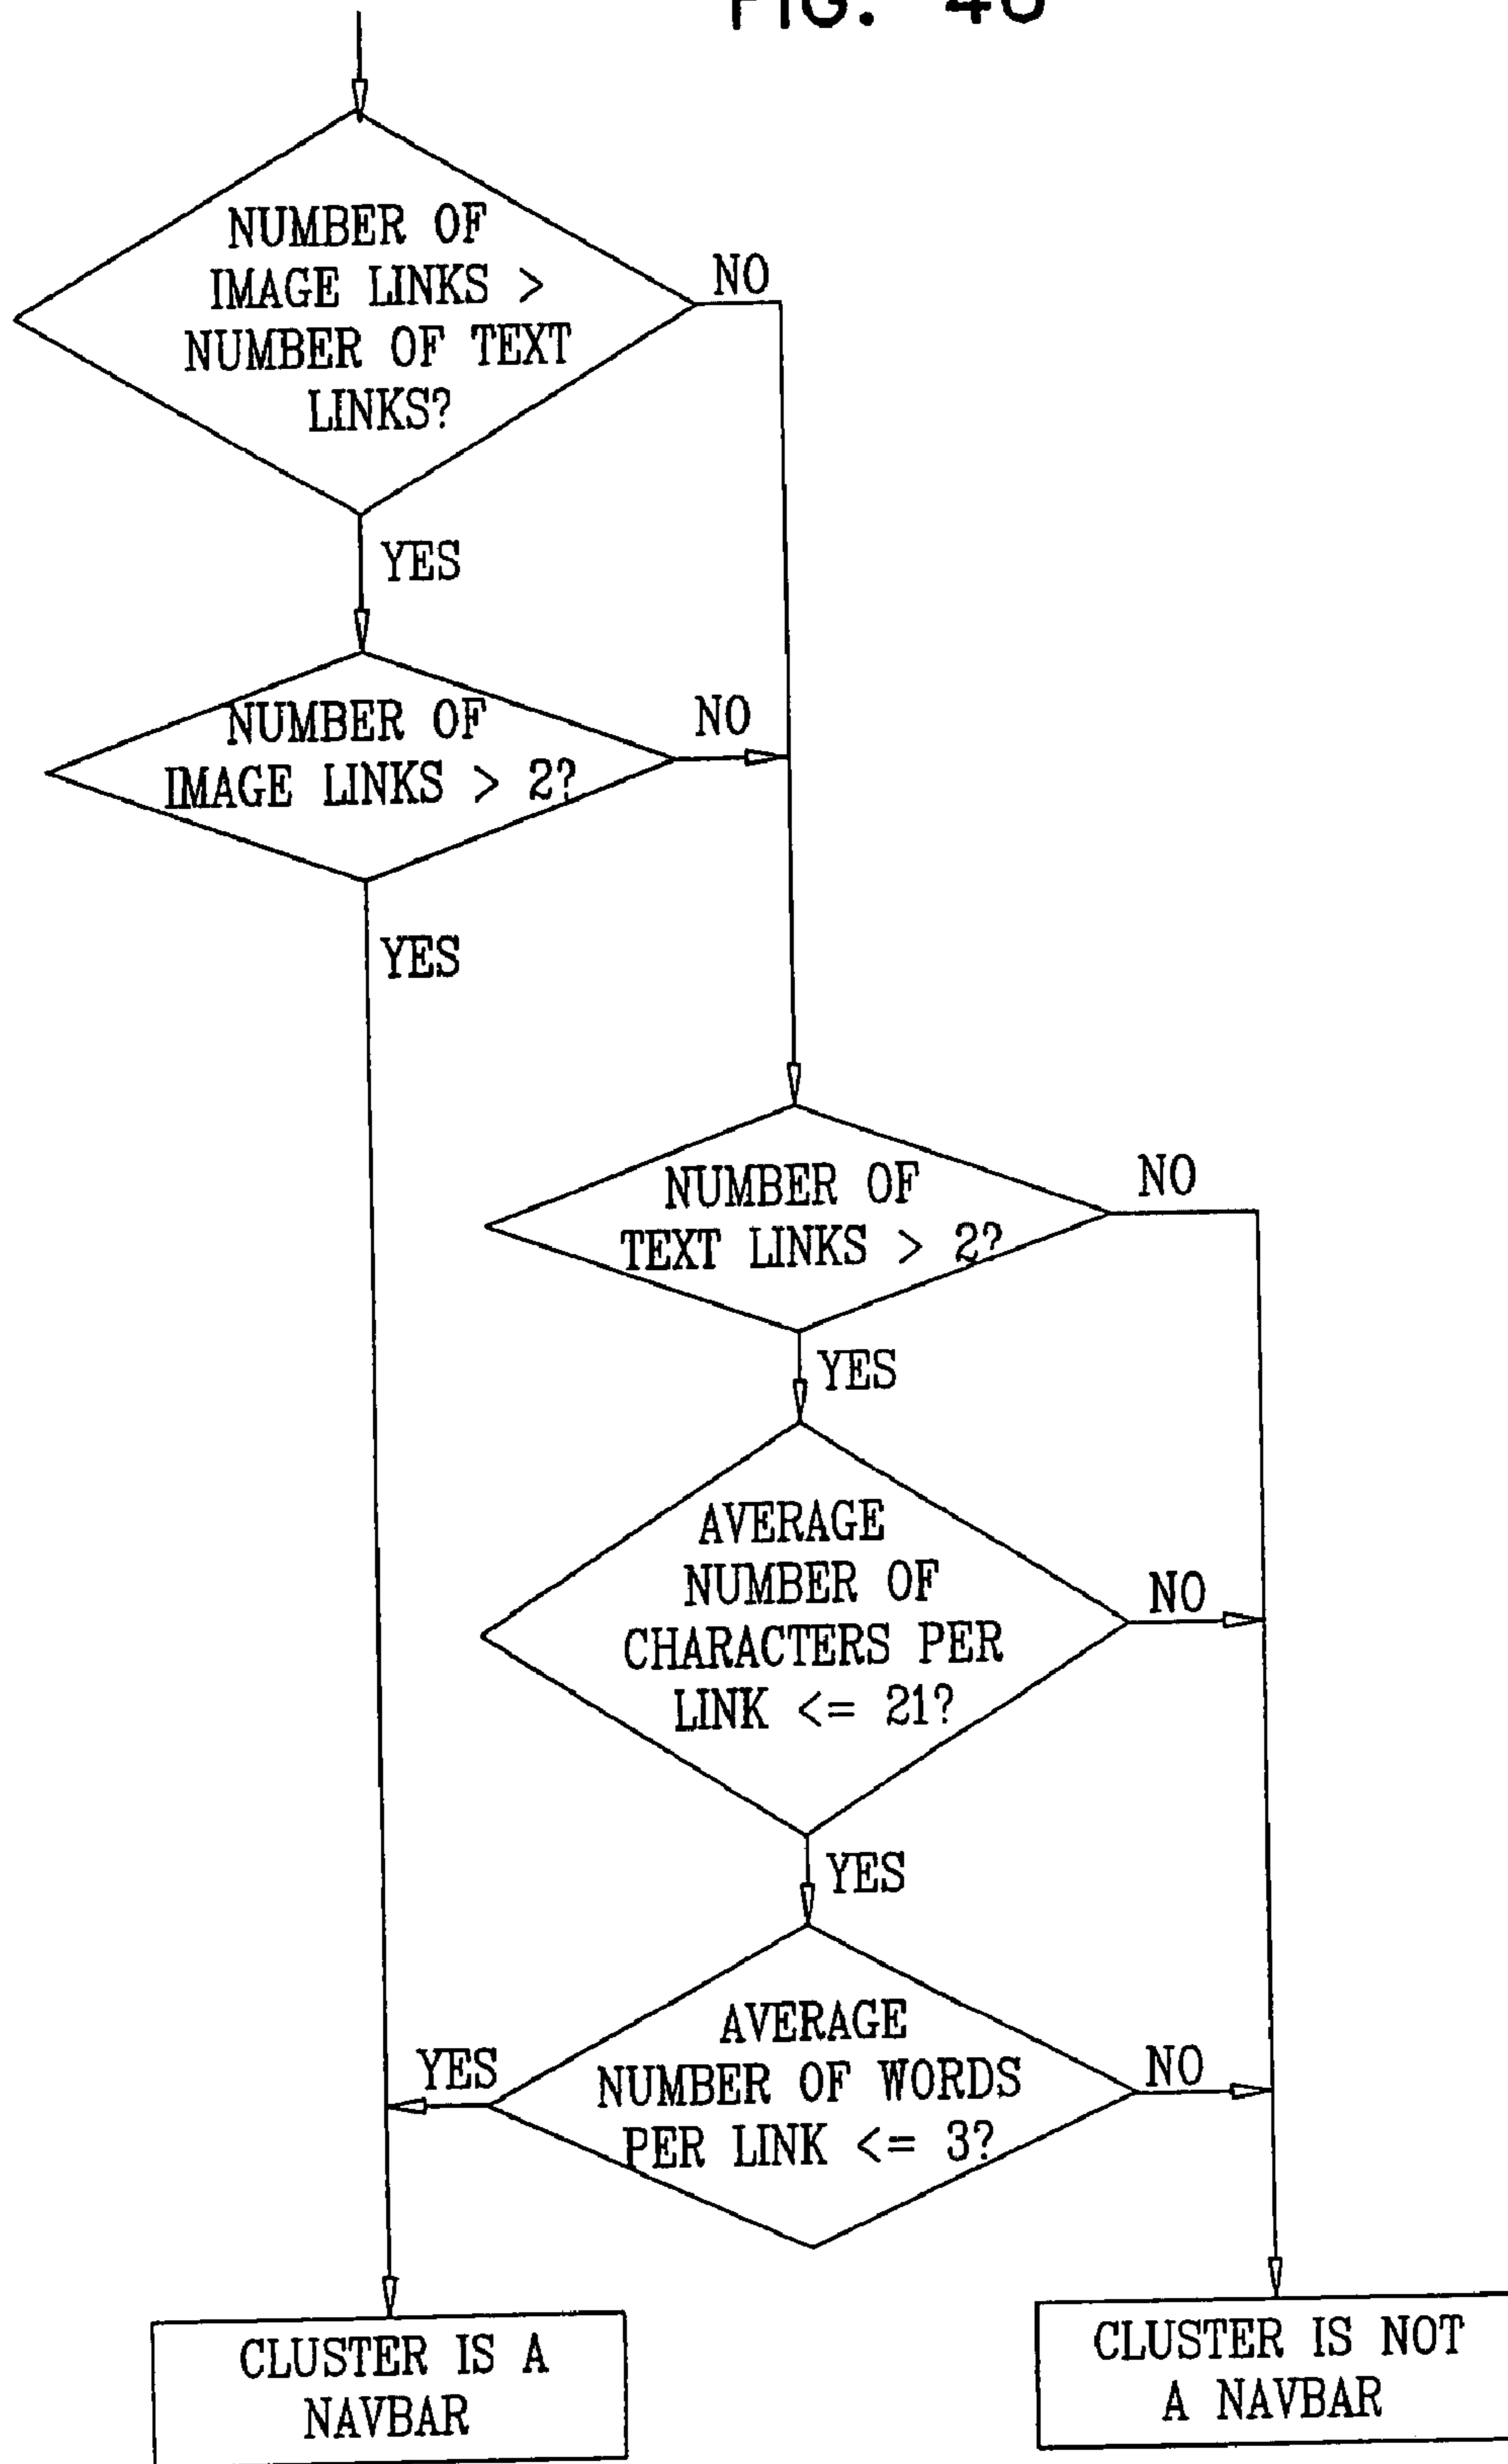 NUMBER OF
IMAGE LINKS >
NUMBER OF TEXT
LINKS?
NO
YES
NUMBER OF
IMAGE LINKS > 2?
NO
YES
NUMBER OF
TEXT LINKS > 2?
NO
YES
AVERAGE
NUMBER OF
CHARACTERS PER
LINK <= 21?
NO
YES
AVERAGE
NUMBER OF WORDS
PER LINK <= 3?
YES
NO
CLUSTER IS A
NAVBAR
CLUSTER IS NOT
A NAVBAR